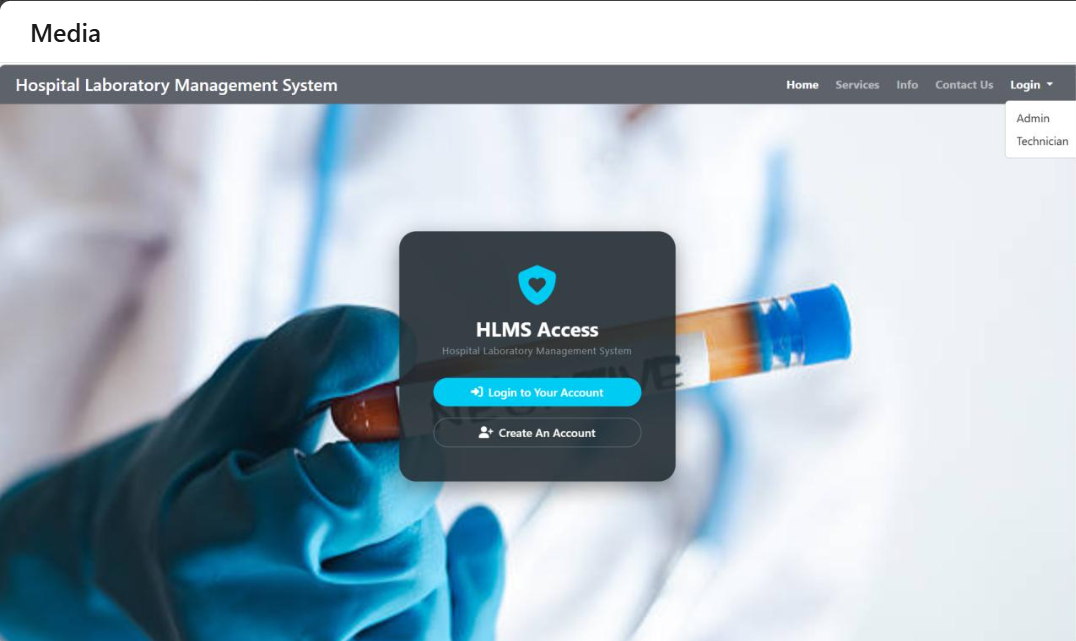 Media
Hospital Laboratory Management System
Home Services Info Contact Us Login
Admin
Technician
HLMS Access
Hospital Laboratory Management System
Login to Your Account
Create An Account